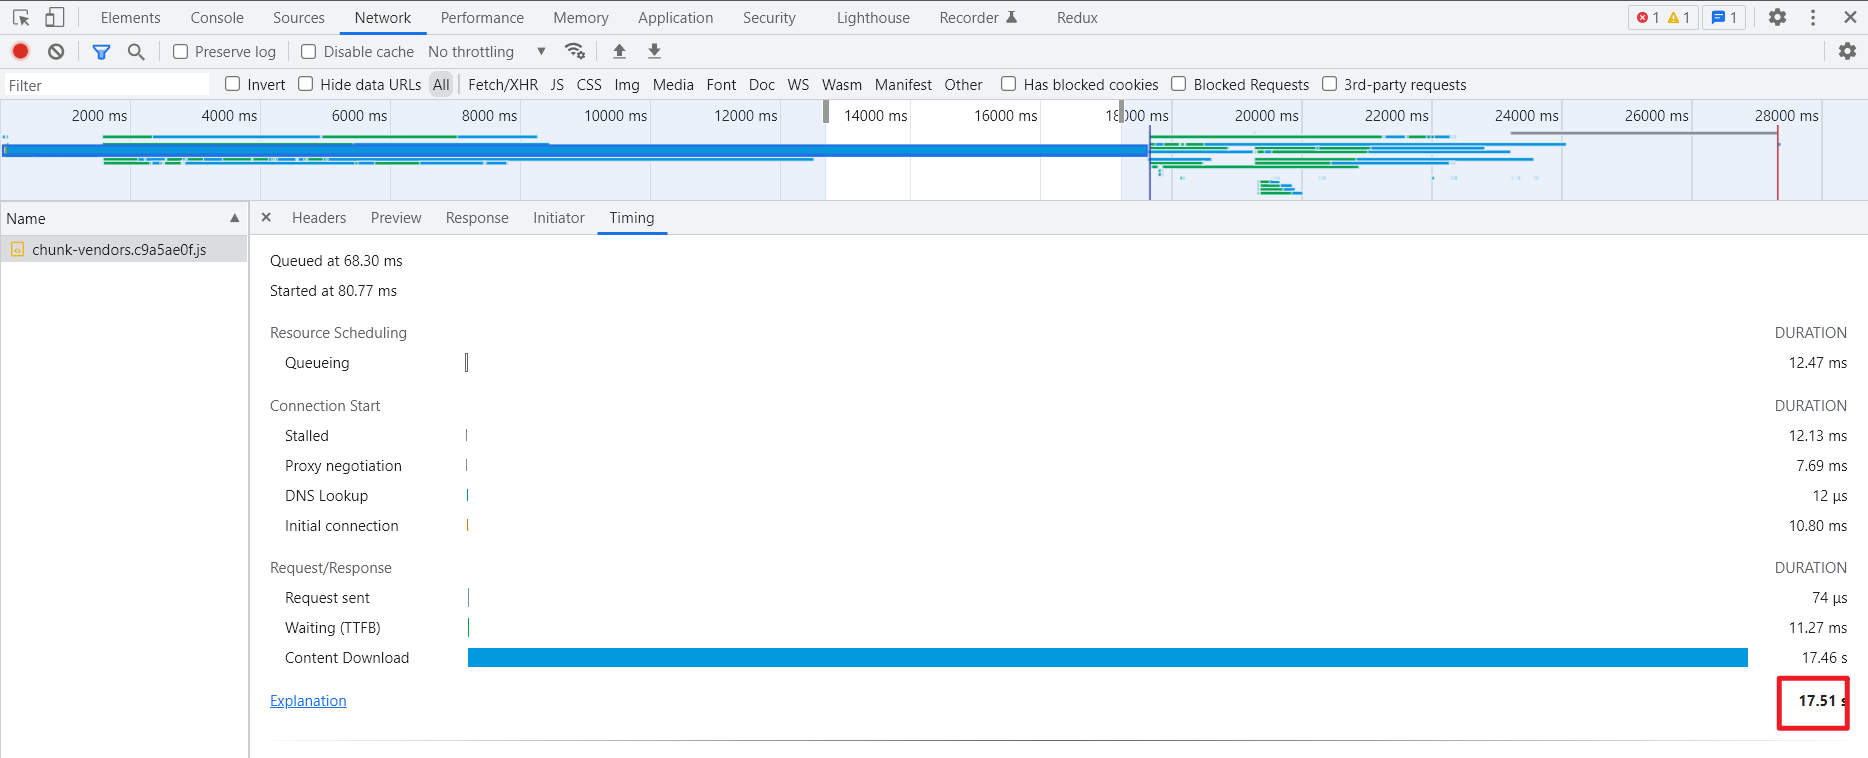 Elements Console Sources Network Performance Memory Application Security Lighthouse Recorder Redux 1 1 1
Preserve log Disable cache No throttling
Filter Invert Hide data URLs All Fetch/XHR JS CSS Img Media Font Doc WS Wasm Manifest Other Has blocked cookies Blocked Requests 3rd-party requests
2000 ms 4000 ms 6000 ms 8000 ms 10000 ms 12000 ms 14000 ms 16000 ms 18000 ms 20000 ms 22000 ms 24000 ms 26000 ms 28000 ms
Name Headers Preview Response Initiator Timing
chunk-vendors.c9a5ae0f.js
Queued at 68.30 ms
Started at 80.77 ms
Resource Scheduling DURATION
Queueing 12.47 ms
Connection Start DURATION
Stalled 12.13 ms
Proxy negotiation 7.69 ms
DNS Lookup 12 μs
Initial connection 10.80 ms
Request/Response DURATION
Request sent 74 μs
Waiting (TTFB) 11.27 ms
Content Download 17.46 s
Explanation 17.51 s